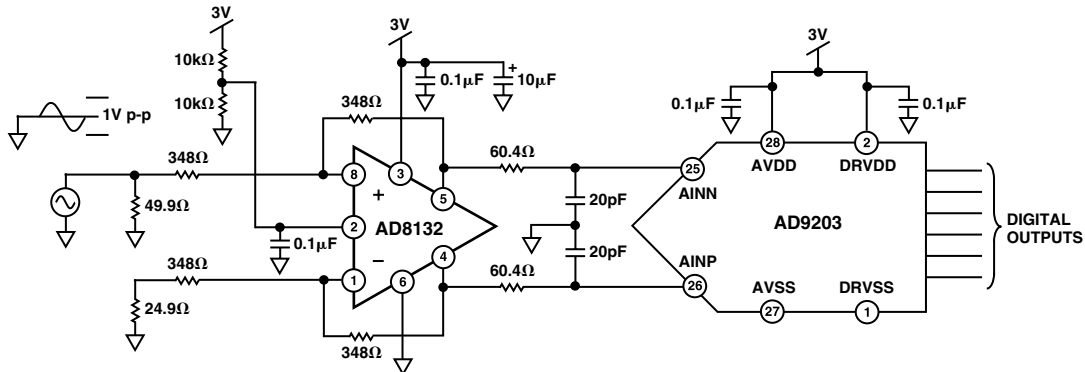 3V
10kΩ
10kΩ
1V p-p
348Ω
49.9Ω
348Ω
24.9Ω
0.1μF
3V
0.1μF
+
10μF
348Ω
8
+
2
AD8132
−
1
3
5
4
6
348Ω
60.4Ω
20pF
20pF
60.4Ω
3V
0.1μF
0.1μF
28
AVDD
2
DRVDD
25
AINN
AD9203
AINP
26
AVSS
27
DRVSS
1
DIGITAL
OUTPUTS